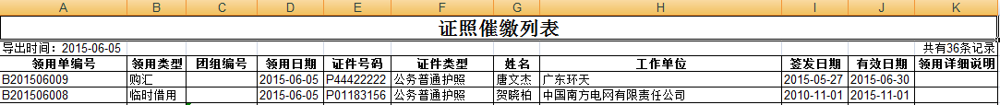 A B C D E F G H I J K
证照催缴列表
导出时间：2015-06-05 共有36条记录
领用单编号 领用类型 团组编号 领用日期 证件号码 证件类型 姓名 工作单位 签发日期 有效日期 领用详细说明
B201506009 购汇 2015-06-05 P44422222 公务普通护照 唐文杰 广东环天 2015-05-27 2015-06-30
B201506008 临时借用 2015-06-05 P01183156 公务普通护照 贺晓柏 中国南方电网有限责任公司 2010-11-01 2015-11-01